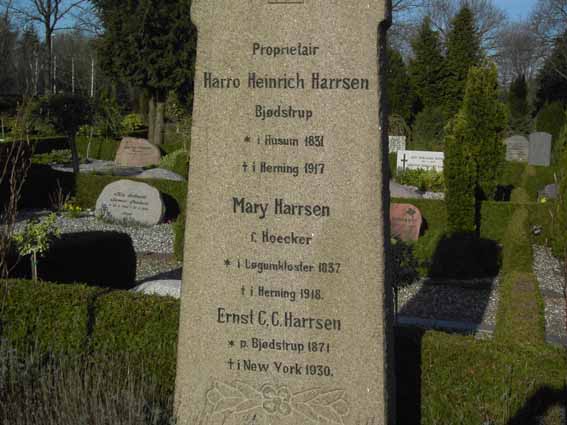 Proprietair
Harro Heinrich Harrsen
Bjødstrup
* i Husum 1831
† i Herning 1917
Mary Harrsen
f. Hoecker
* i Løgumkloster 1837
† i Herning 1918.
Ernst C. C. Harrsen
* p. Bjødstrup 1871
† i New York 1930.